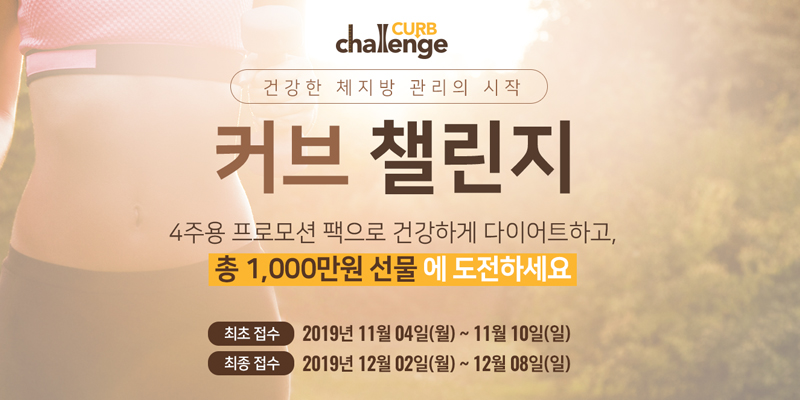 CURB
challenge
건강한 체지방 관리의 시작
커브 챌린지
4주용 프로모션 팩으로 건강하게 다이어트하고,
총 1,000만원 선물에 도전하세요
최초 접수 2019년 11월 04일(월) ~ 11월 10일(일)
최종 접수 2019년 12월 02일(월) ~ 12월 08일(일)